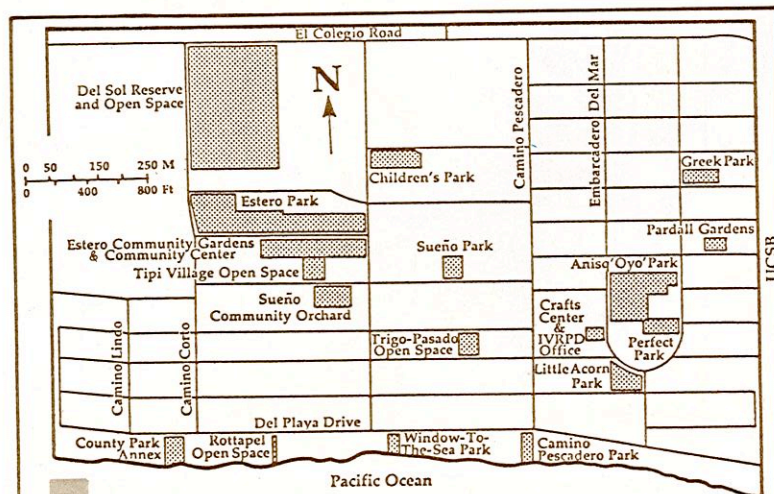 El Colegio Road
Del Sol Reserve
and Open Space
N
0 50 150 250 M
0 400 800 Ft
Camino Pescadero
Embarcadero Del Mar
Children's Park
Greek Park
Estero Park
Pardall Gardens
Estero Community Gardens
& Community Center
Tipi Village Open Space
Sueño Park
Anisq'Oyo' Park
UCSB
Sueño
Community Orchard
Crafts
Center
&
IVRPD
Office
Perfect
Park
Trigo-Pasado
Open Space
Little Acorn
Park
Camino Lindo
Camino Corto
Del Playa Drive
County Park
Annex
Rottapel
Open Space
Window-To-
The-Sea Park
Camino
Pescadero Park
Pacific Ocean